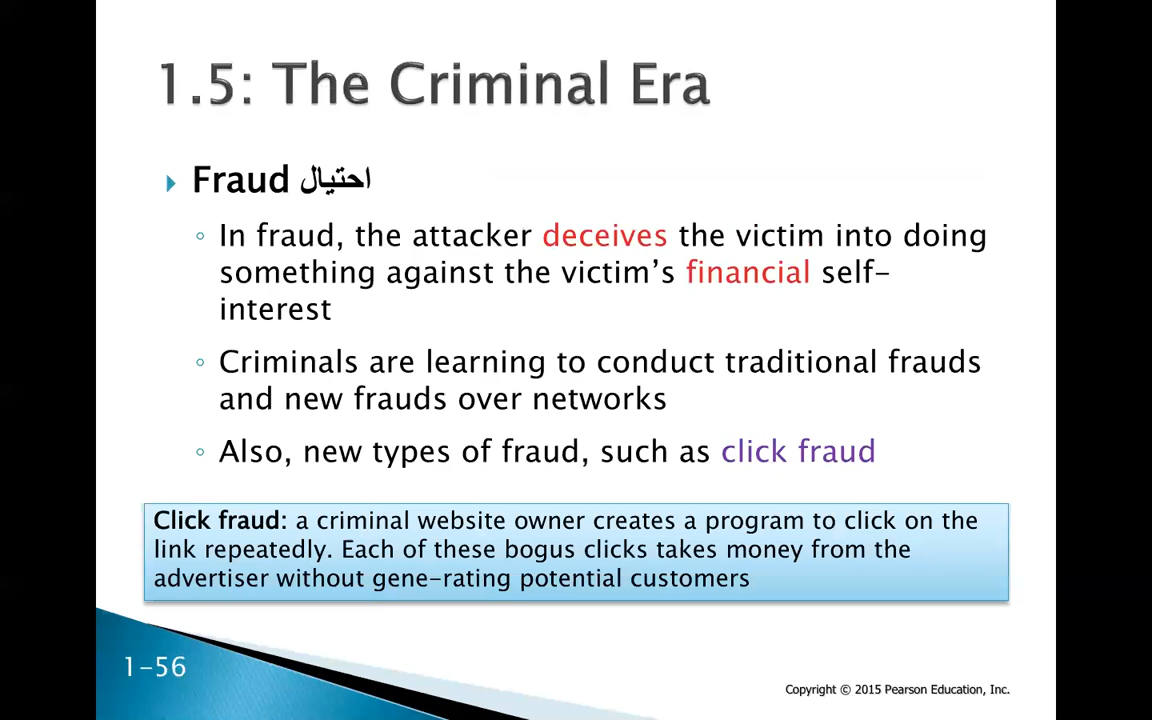 1.5: The Criminal Era
Fraud احتيال
In fraud, the attacker deceives the victim into doing
something against the victim’s financial self-
interest
Criminals are learning to conduct traditional frauds
and new frauds over networks
Also, new types of fraud, such as click fraud
Click fraud: a criminal website owner creates a program to click on the
link repeatedly. Each of these bogus clicks takes money from the
advertiser without gene-rating potential customers
1-56
Copyright © 2015 Pearson Education, Inc.